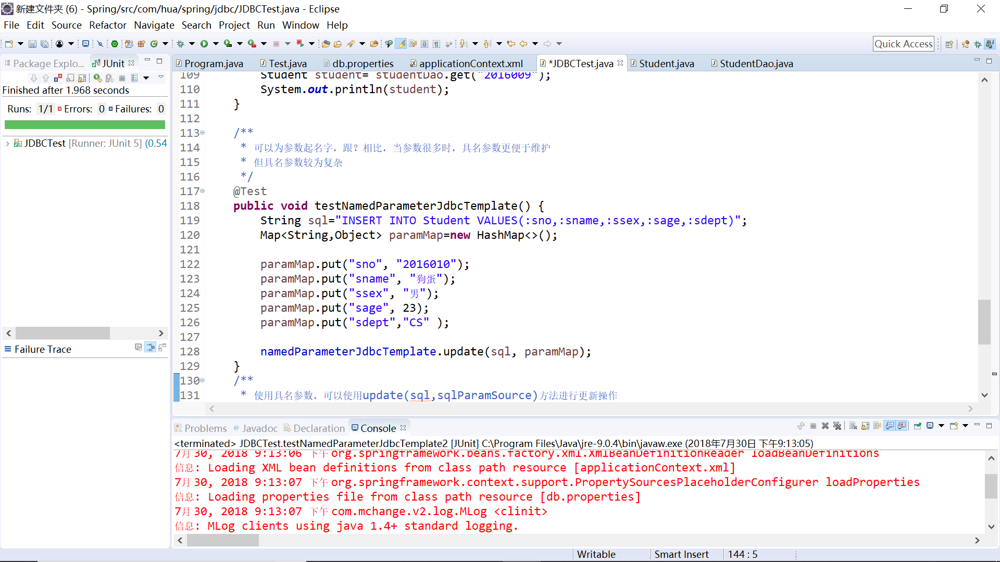 新建文件夹 (6) - Spring/src/com/hua/spring/jdbc/JDBCTest.java - Eclipse
File Edit Source Refactor Navigate Search Project Run Window Help
Quick Access
Package Explo... JUnit
Program.java Test.java db.properties applicationContext.xml *JDBCTest.java Student.java StudentDao.java
Finished after 1.968 seconds
Runs: 1/1 Errors: 0 Failures: 0
JDBCTest [Runner: JUnit 5] (0.54
Failure Trace
109 Student student= studentDao.get("2016009");
110 System.out.println(student);
111 }
112
113 /**
114 * 可以为参数起名字，跟？相比，当参数很多时，具名参数更便于维护
115 * 但具名参数较为复杂
116 */
117 @Test
118 public void testNamedParameterJdbcTemplate() {
119 String sql="INSERT INTO Student VALUES(:sno,:sname,:ssex,:sage,:sdept)";
120 Map<String,Object> paramMap=new HashMap<>();
121
122 paramMap.put("sno", "2016010");
123 paramMap.put("sname", "狗蛋");
124 paramMap.put("ssex", "男");
125 paramMap.put("sage", 23);
126 paramMap.put("sdept","CS" );
127
128 namedParameterJdbcTemplate.update(sql, paramMap);
129 }
130 /**
131 * 使用具名参数，可以使用update(sql,sqlParamSource)方法进行更新操作
Problems Javadoc Declaration Console
<terminated> JDBCTest.testNamedParameterJdbcTemplate2 [JUnit] C:\Program Files\Java\jre-9.0.4\bin\javaw.exe (2018年7月30日 下午9:13:05)
7月 30, 2018 9:13:06 下午 org.springframework.beans.factory.xml.XmlBeanDefinitionReader loadBeanDefinitions
信息: Loading XML bean definitions from class path resource [applicationContext.xml]
7月 30, 2018 9:13:07 下午 org.springframework.context.support.PropertySourcesPlaceholderConfigurer loadProperties
信息: Loading properties file from class path resource [db.properties]
7月 30, 2018 9:13:07 下午 com.mchange.v2.log.MLog <clinit>
信息: MLog clients using java 1.4+ standard logging.
Writable Smart Insert 144 : 5